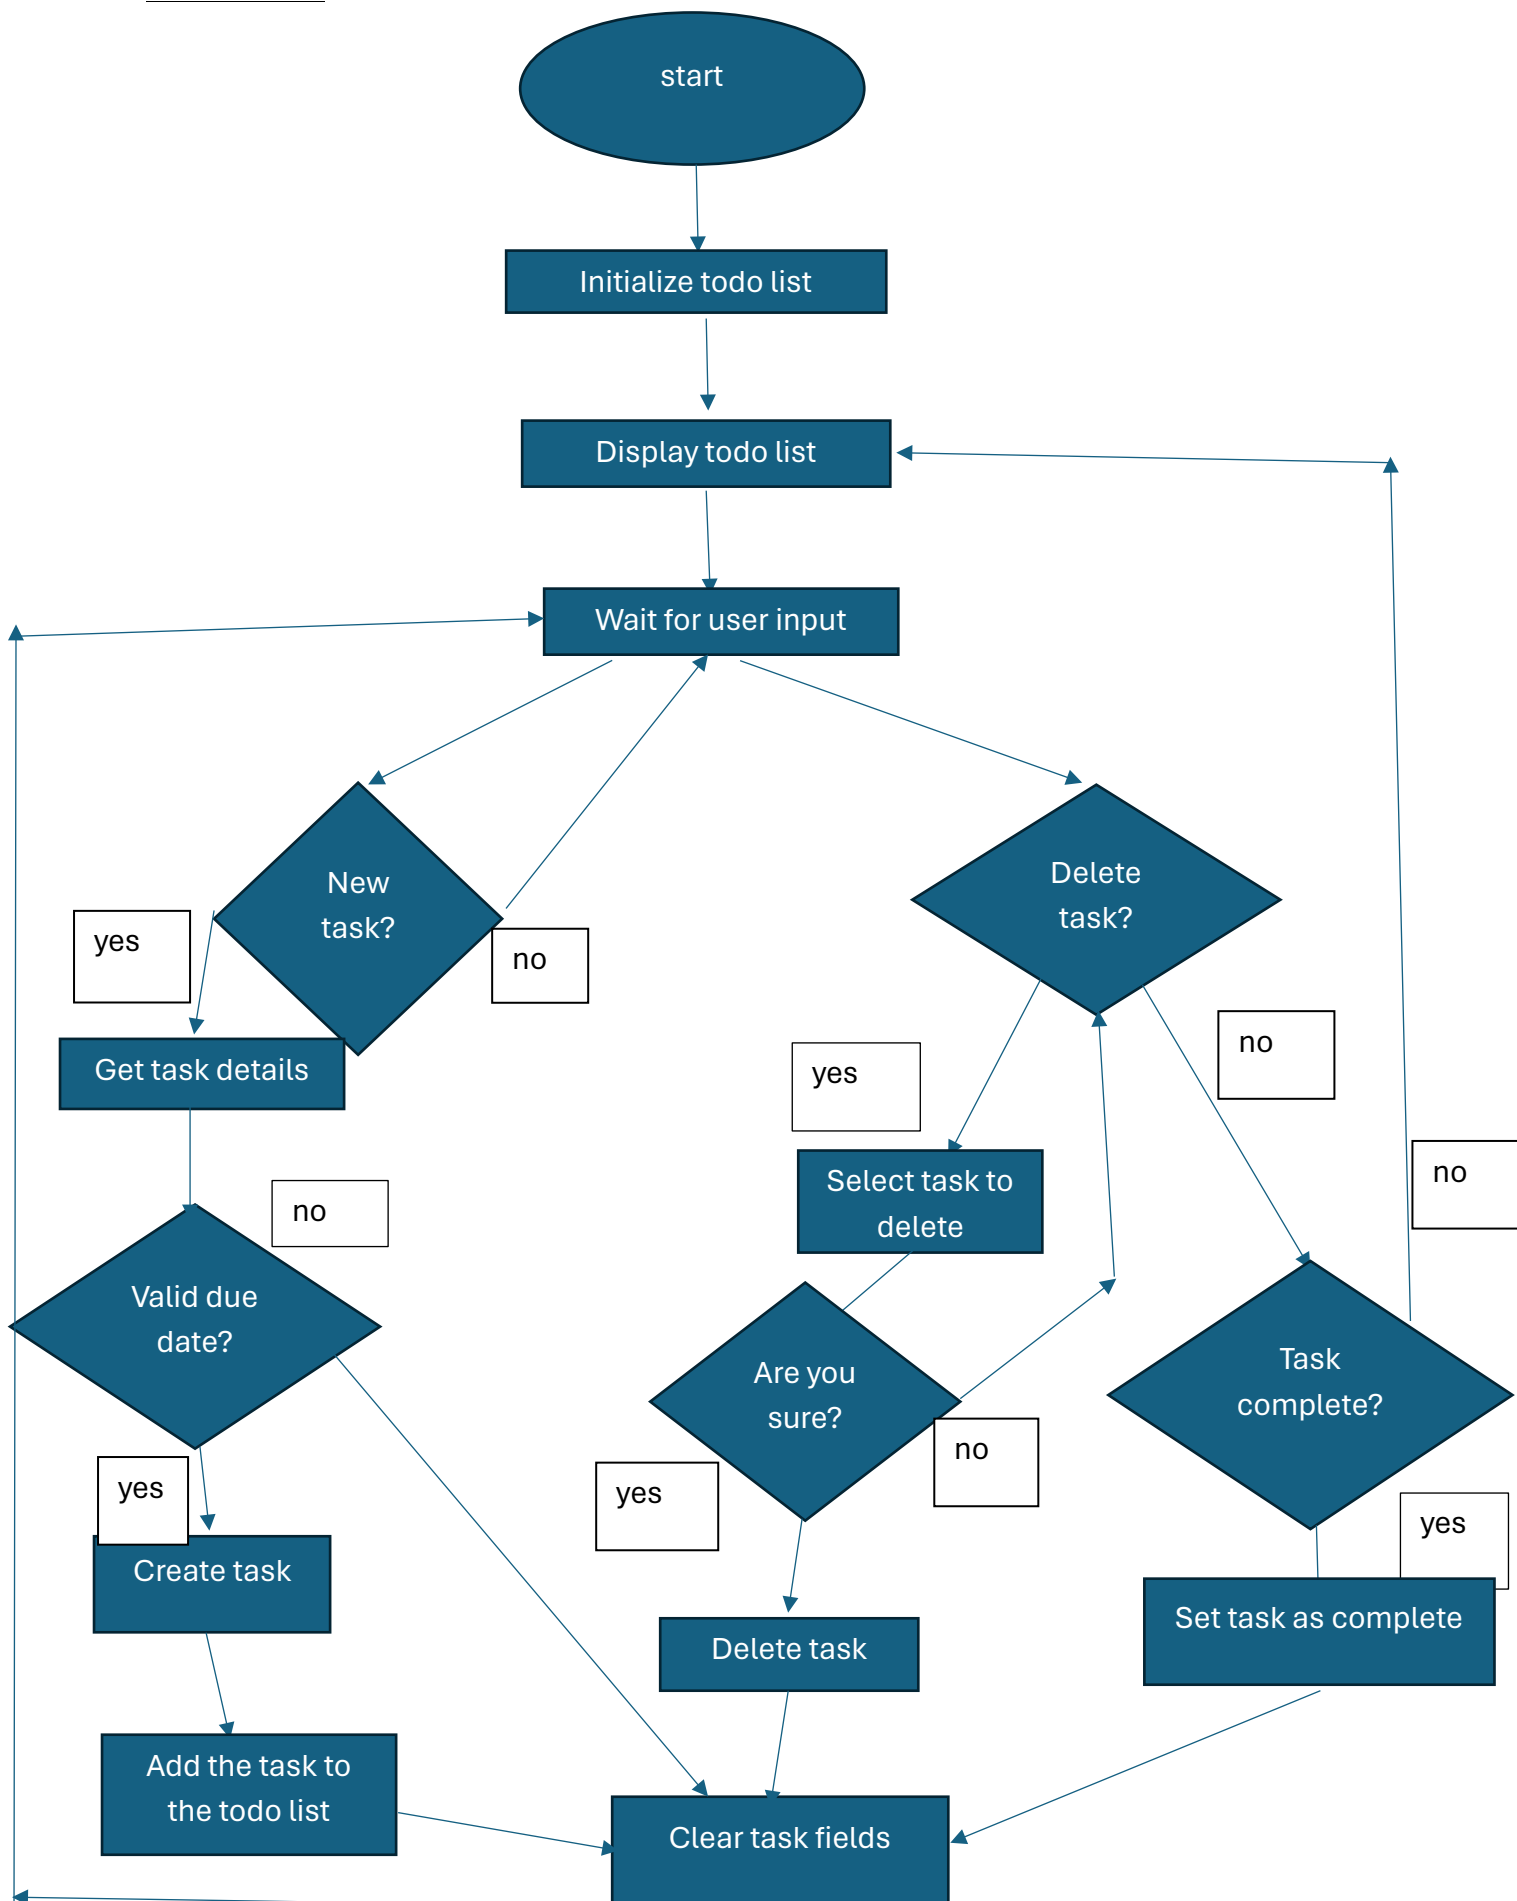 start
Initialize todo list
Display todo list
Wait for user input
New
task?
Delete
task?
yes
no
Get task details
no
yes
Select task to
delete
no
no
Valid due
date?
Are you
sure?
Task
complete?
yes
no
yes
yes
Create task
Delete task
Set task as complete
Add the task to
the todo list
Clear task fields